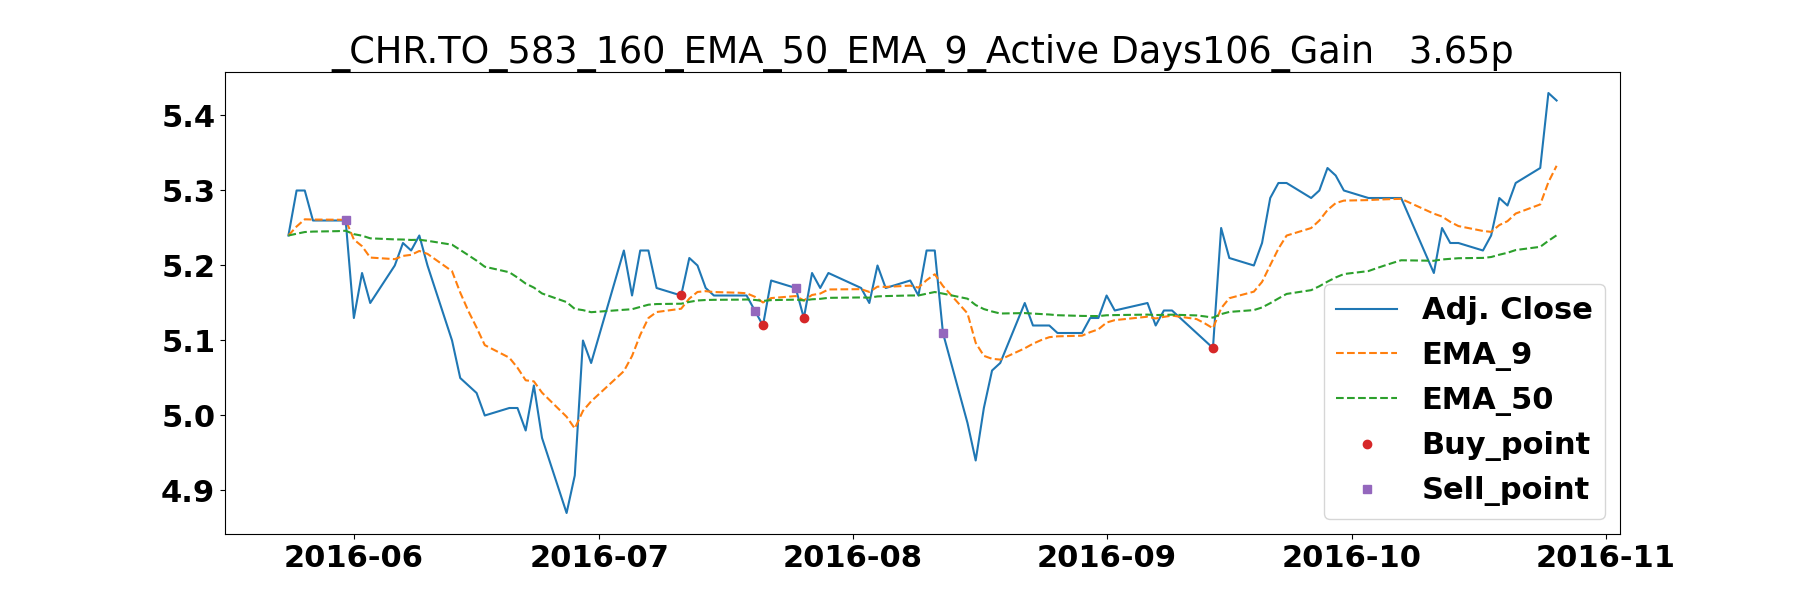 _CHR.TO_583_160_EMA_50_EMA_9_Active Days106_Gain   3.65p
5.4
5.3
5.2
5.1
5.0
4.9
Adj. Close
EMA_9
EMA_50
Buy_point
Sell_point
2016-06 2016-07 2016-08 2016-09 2016-10 2016-11